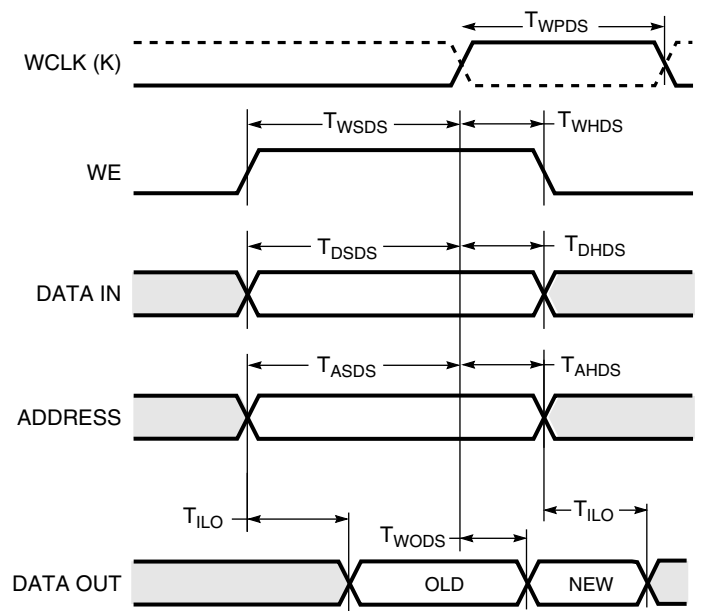 T_WPDS
WCLK (K)
T_WSDS
T_WHDS
WE
T_DSDS
T_DHDS
DATA IN
T_ASDS
T_AHDS
ADDRESS
T_ILO
T_WODS
T_ILO
DATA OUT
OLD
NEW